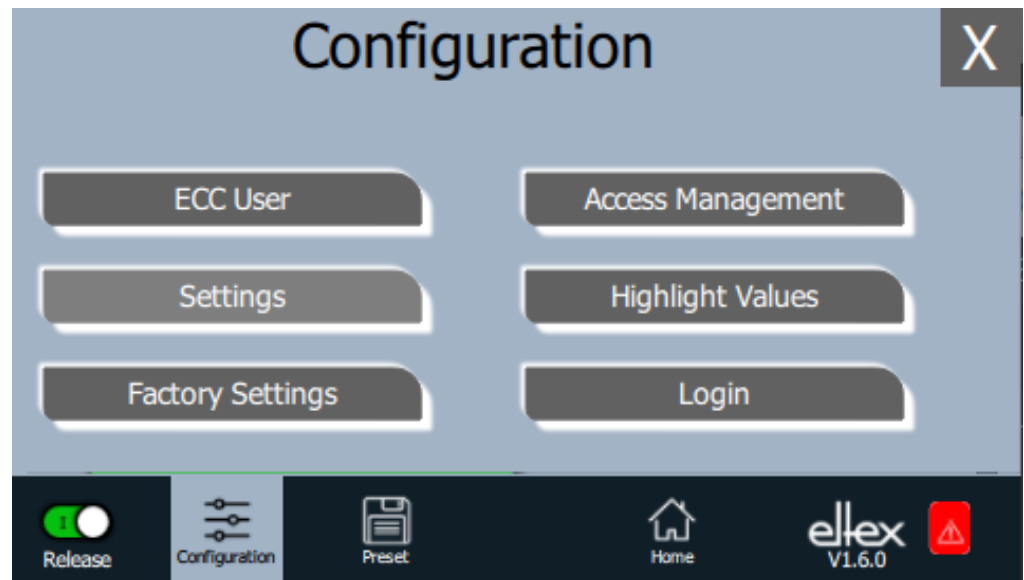 Configuration
X
ECC User
Access Management
Settings
Highlight Values
Factory Settings
Login
I
Release
Configuration
Preset
Home
eltex
V1.6.0